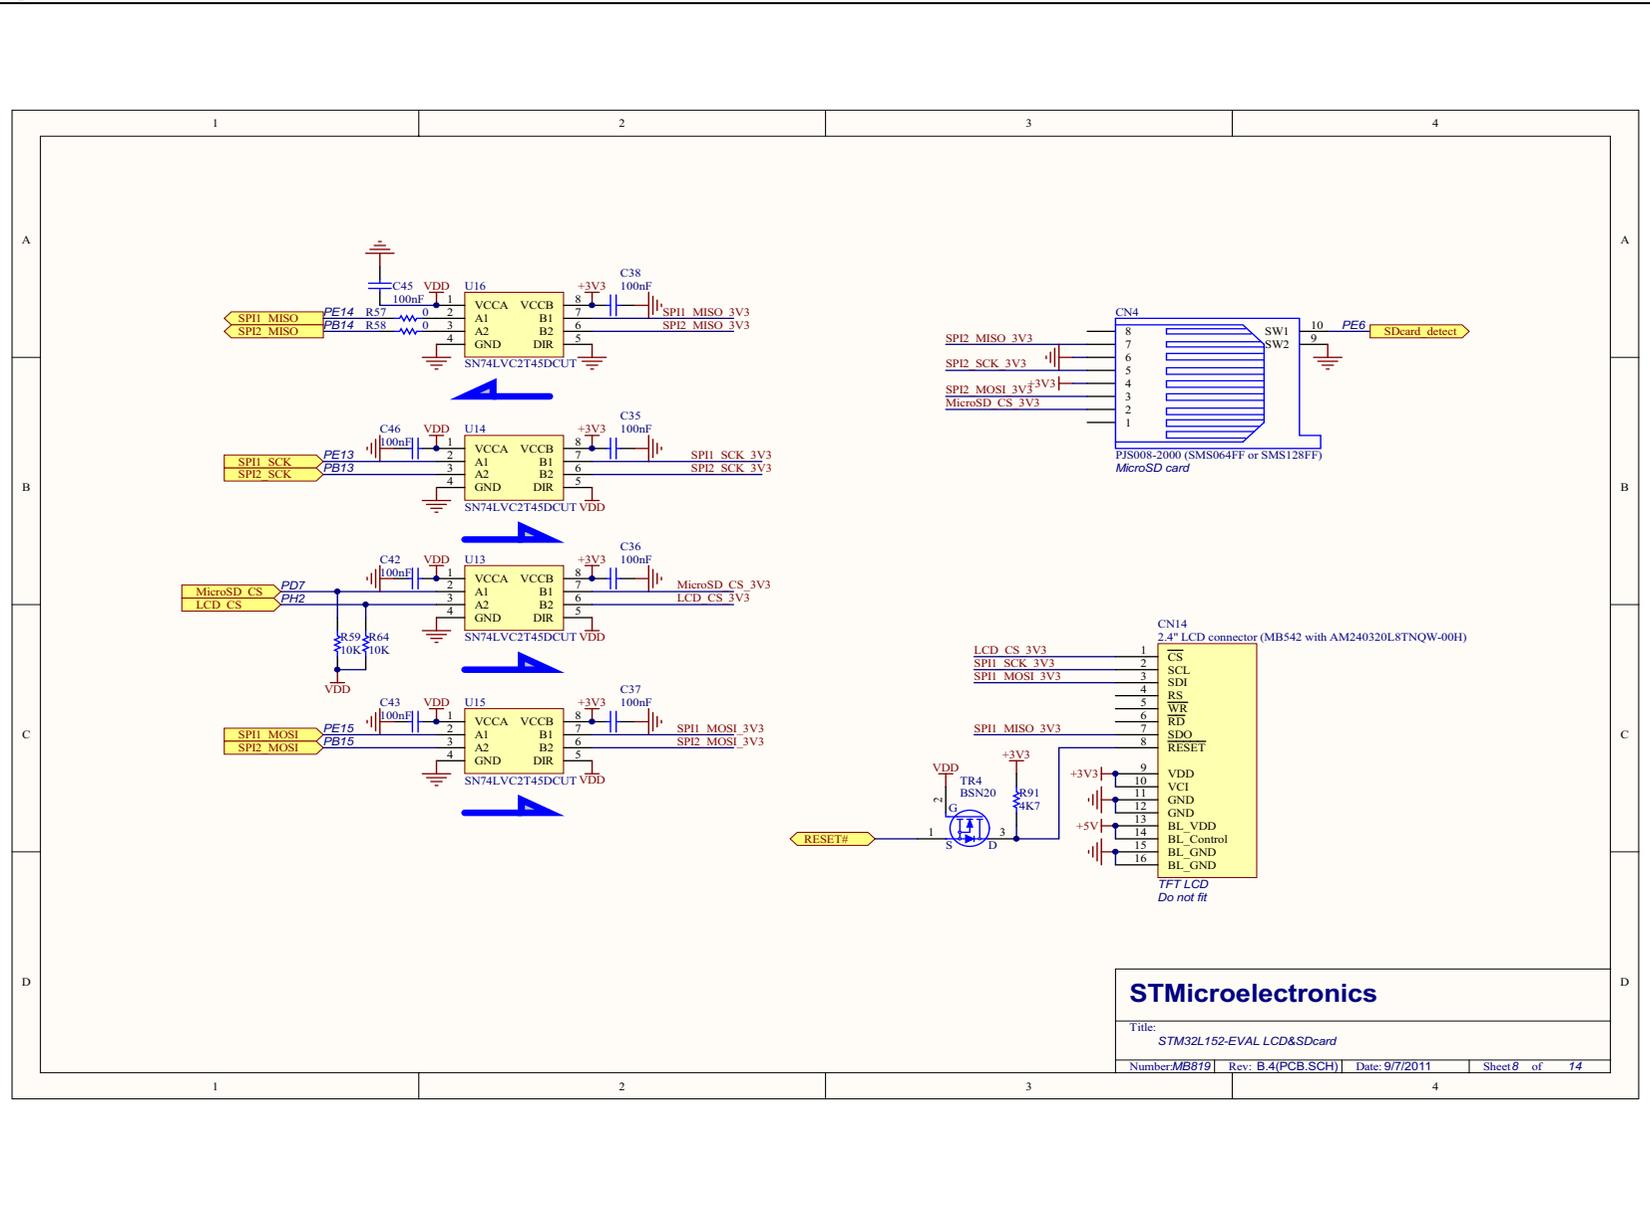 1 2 3 4
A A
C45
100nF
VDD
U16
C38
100nF
+3V3
SPI1_MISO PE14 R57 0
SPI2_MISO PB14 R58 0
1 VCCA VCCB 8
2 A1 B1 7 SPI1_MISO_3V3
3 A2 B2 6 SPI2_MISO_3V3
4 GND DIR 5
SN74LVC2T45DCUT
CN4
8
SPI2_MISO_3V3 7
6
SPI2_SCK_3V3 5
+3V3 4
SPI2_MOSI_3V3 3
MicroSD_CS_3V3 2
1
SW1 10 PE6 SDcard_detect
SW2 9
PJS008-2000 (SMS064FF or SMS128FF)
MicroSD card
B B
C46
100nF
VDD
U14
C35
100nF
+3V3
SPI1_SCK PE13
SPI2_SCK PB13
1 VCCA VCCB 8
2 A1 B1 7 SPI1_SCK_3V3
3 A2 B2 6 SPI2_SCK_3V3
4 GND DIR 5
SN74LVC2T45DCUT VDD
C42
100nF
VDD
U13
C36
100nF
+3V3
MicroSD_CS PD7
LCD_CS PH2
1 VCCA VCCB 8
2 A1 B1 7 MicroSD_CS_3V3
3 A2 B2 6 LCD_CS_3V3
4 GND DIR 5
SN74LVC2T45DCUT VDD
R59
10K
R64
10K
VDD
C43
100nF
VDD
U15
C37
100nF
+3V3
SPI1_MOSI PE15
SPI2_MOSI PB15
1 VCCA VCCB 8
2 A1 B1 7 SPI1_MOSI_3V3
3 A2 B2 6 SPI2_MOSI_3V3
4 GND DIR 5
SN74LVC2T45DCUT VDD
C C
CN14
2.4" LCD connector (MB542 with AM240320L8TNQW-00H)
LCD_CS_3V3 1 CS
SPI1_SCK_3V3 2 SCL
SPI1_MOSI_3V3 3 SDI
4 RS
5 WR
6 RD
SPI1_MISO_3V3 7 SDO
8 RESET
+3V3 9 VDD
10 VCI
11 GND
12 GND
+5V 13 BL_VDD
14 BL_Control
15 BL_GND
16 BL_GND
TFT LCD
Do not fit
VDD
TR4
BSN20
+3V3
R91
4K7
2
G
RESET# 1 S D 3
D D
STMicroelectronics
Title:
STM32L152-EVAL LCD&SDcard
Number:MB819 Rev: B.4(PCB.SCH) Date: 9/7/2011 Sheet 8 of 14
1 2 3 4